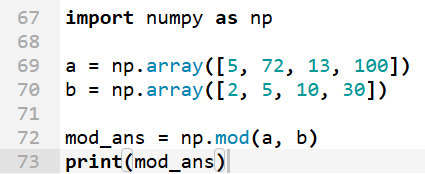 67 import numpy as np
68
69 a = np.array([5, 72, 13, 100])
70 b = np.array([2, 5, 10, 30])
71
72 mod_ans = np.mod(a, b)
73 print(mod_ans)